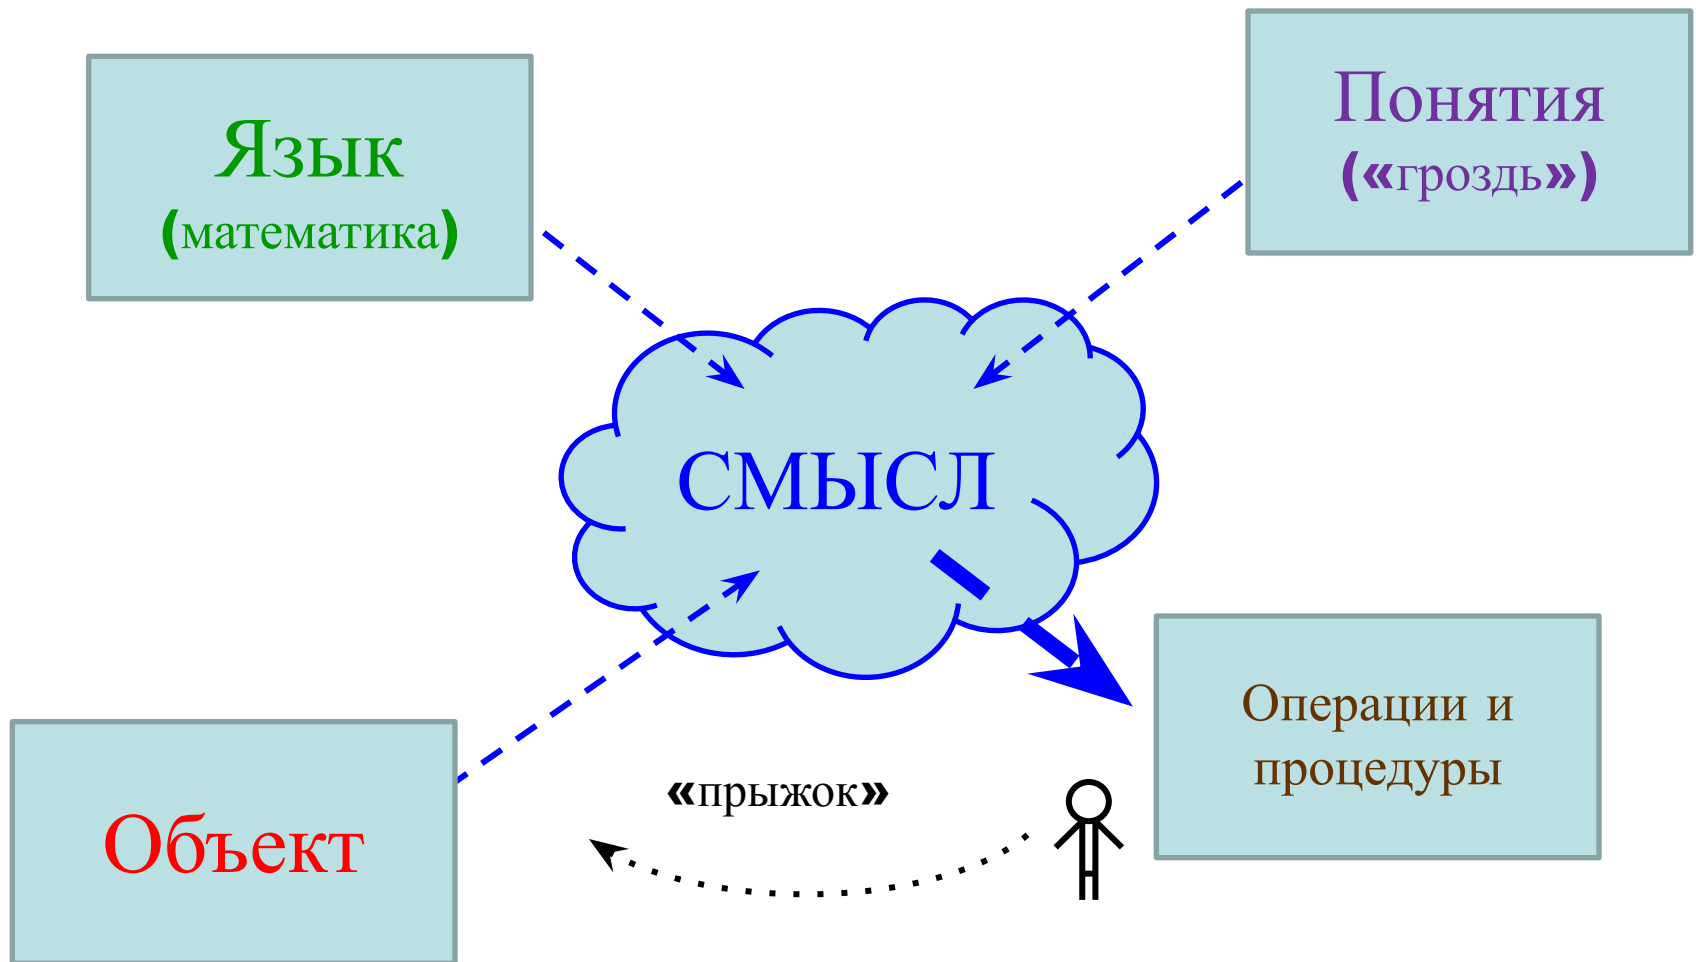 Язык
(математика)
Понятия
(«гроздь»)
СМЫСЛ
Операции и
процедуры
«прыжок»
Объект